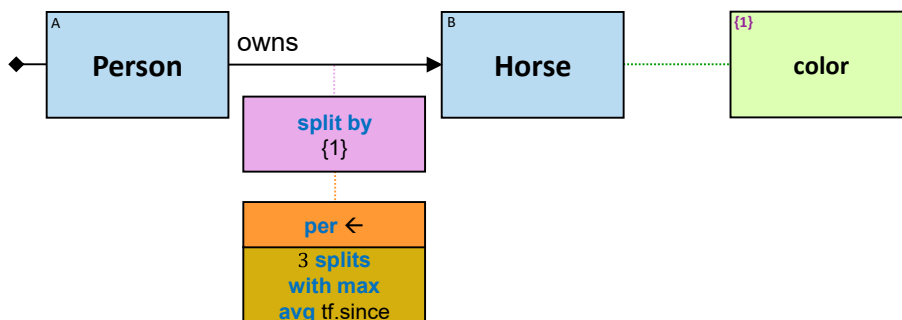 A
Person
owns
B
Horse
{1}
color
split by
{1}
per ←
3 splits
with max
avg tf.since